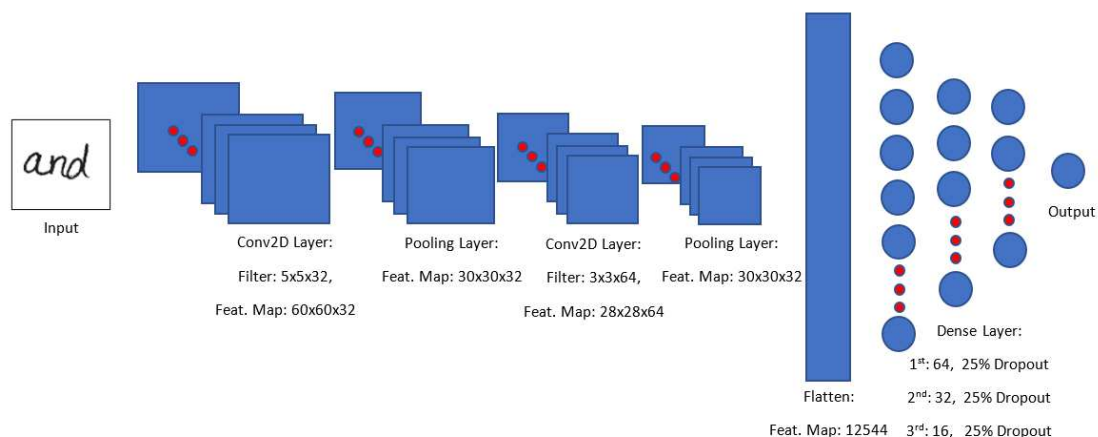 and
Input
Conv2D Layer:
Filter: 5x5x32,
Feat. Map: 60x60x32
Pooling Layer:
Feat. Map: 30x30x32
Conv2D Layer:
Filter: 3x3x64,
Feat. Map: 28x28x64
Pooling Layer:
Feat. Map: 30x30x32
Flatten:
Feat. Map: 12544
Dense Layer:
1st: 64, 25% Dropout
2nd: 32, 25% Dropout
3rd: 16, 25% Dropout
Output